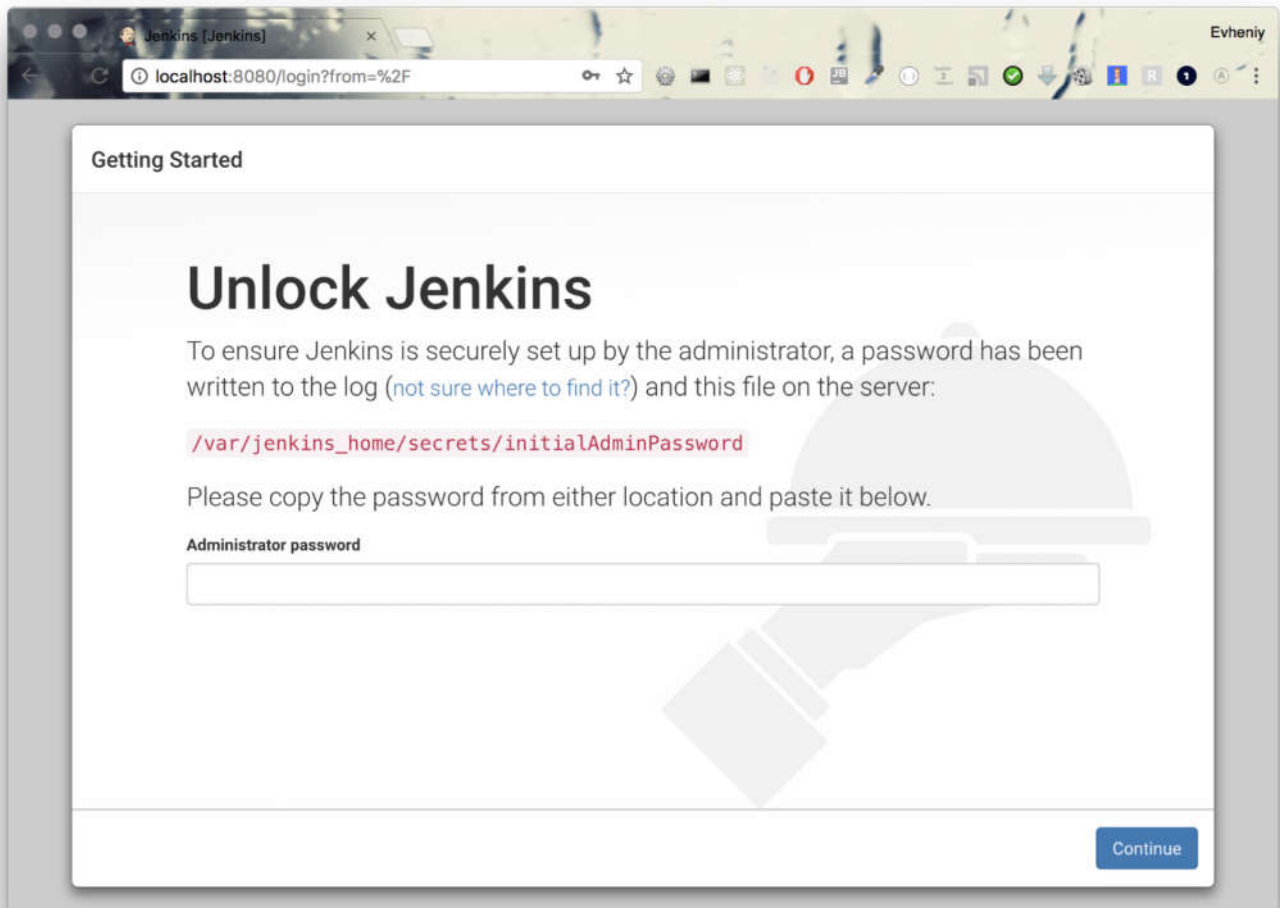 Jenkins [Jenkins]
Evheniy
localhost:8080/login?from=%2F
JB
R
1
A
Getting Started
Unlock Jenkins
To ensure Jenkins is securely set up by the administrator, a password has been
written to the log (not sure where to find it?) and this file on the server:
/var/jenkins_home/secrets/initialAdminPassword
Please copy the password from either location and paste it below.
Administrator password
Continue